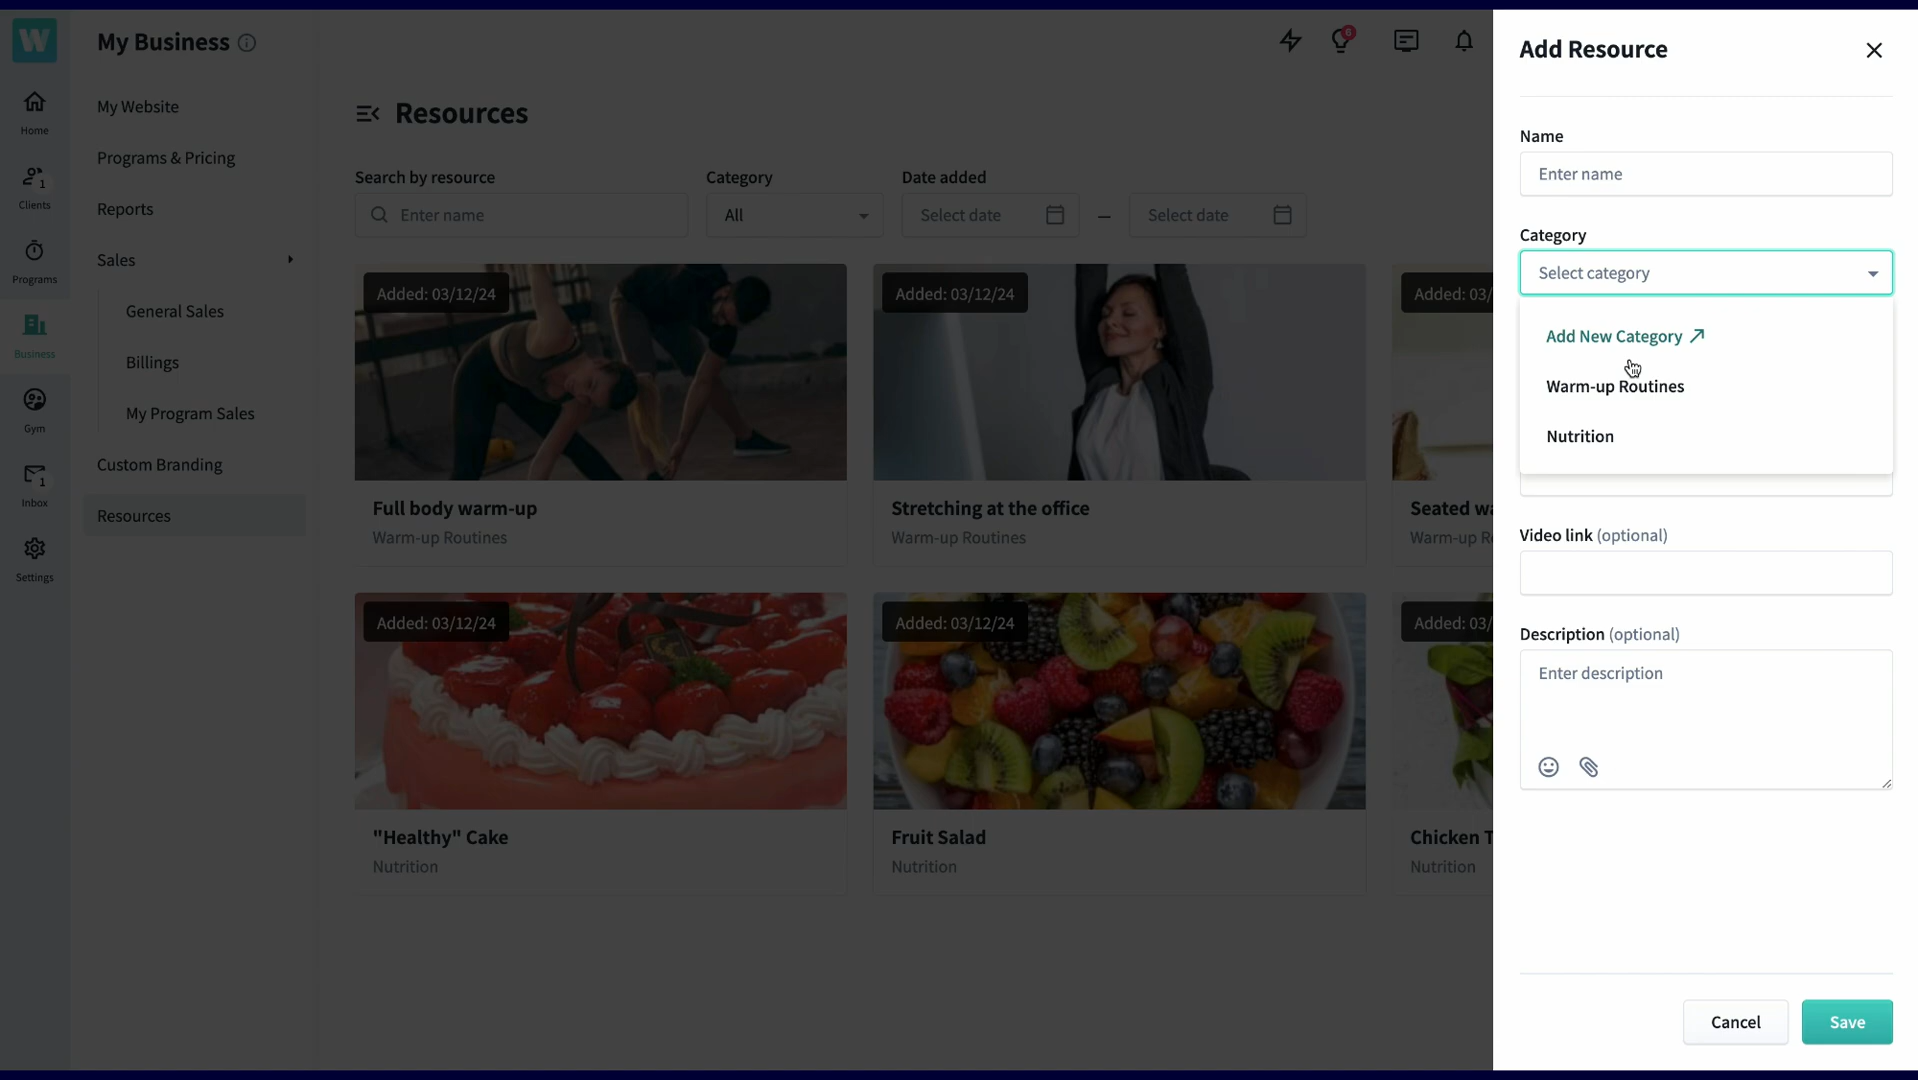 W
My Business
6
Add Resource
Home
1
Clients
Programs
Business
Gym
1
Inbox
Settings
My Website
Programs & Pricing
Reports
Sales
General Sales
Billings
My Program Sales
Custom Branding
Resources
Resources
Search by resource
Enter name
Category
All
Date added
Select date
–
Select date
Added: 03/12/24
Full body warm-up
Warm-up Routines
Added: 03/12/24
Stretching at the office
Warm-up Routines
Added: 03/
Seated
Warm-up
Added: 03/12/24
"Healthy" Cake
Nutrition
Added: 03/12/24
Fruit Salad
Nutrition
Added: 03/
Chicken
Nutrition
Name
Enter name
Category
Select category
Add New Category
Warm-up Routines
Nutrition
Video link (optional)
Description (optional)
Enter description
Cancel
Save